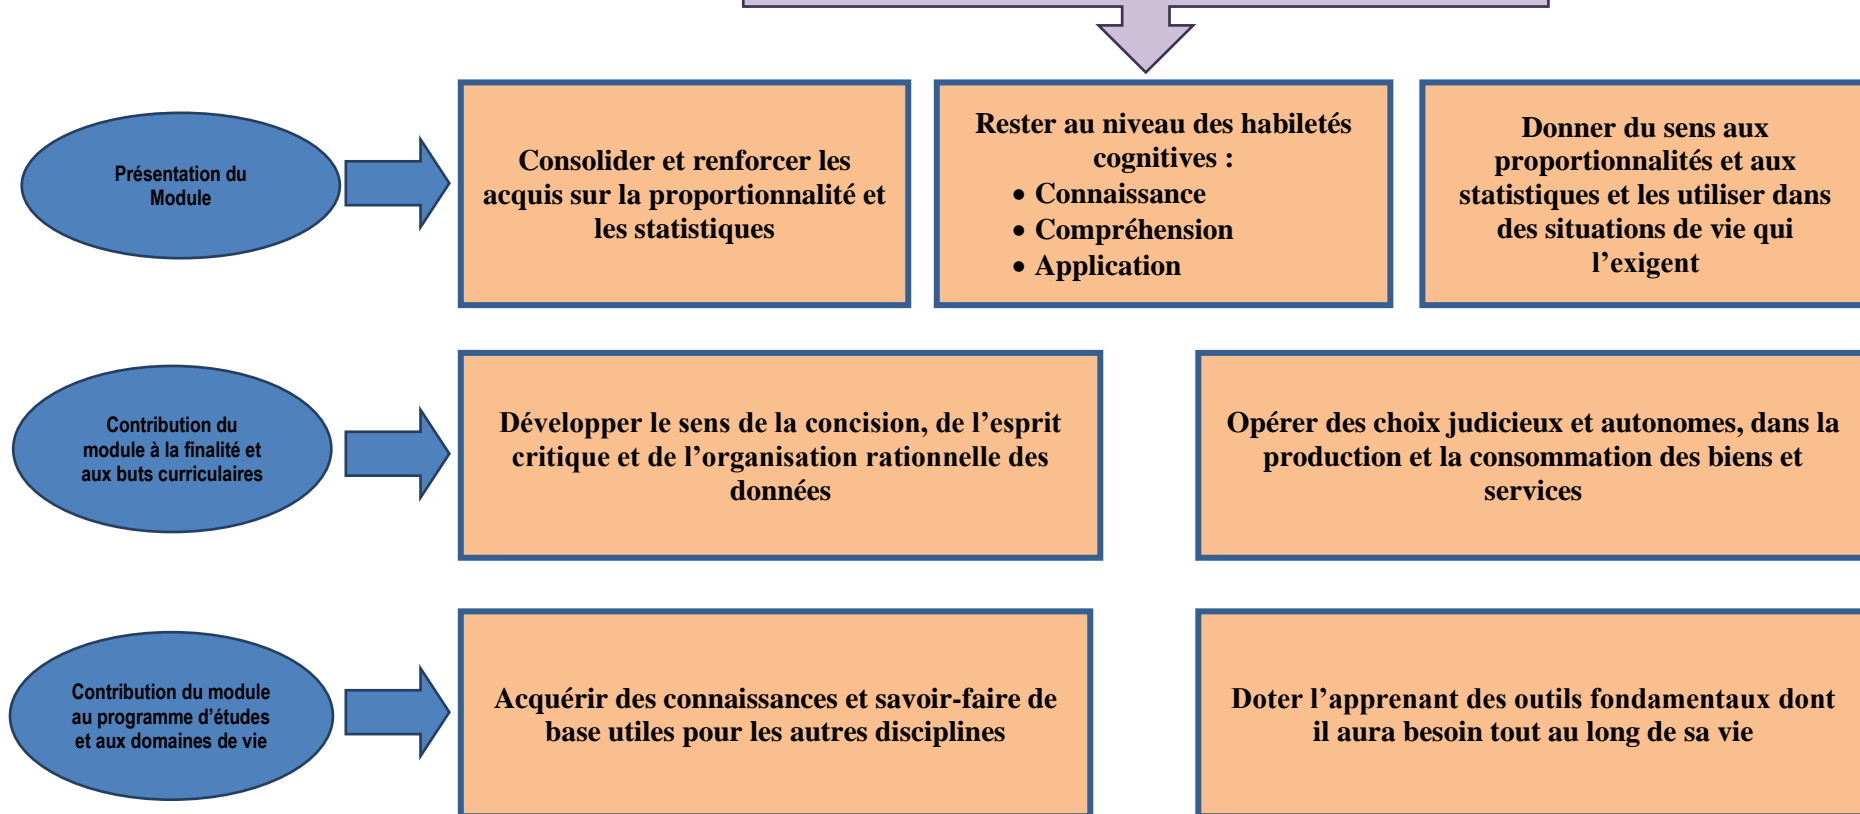 Présentation du
Module
Consolider et renforcer les
acquis sur la proportionnalité et
les statistiques
Rester au niveau des habiletés
cognitives :
• Connaissance
• Compréhension
• Application
Donner du sens aux
proportionnalités et aux
statistiques et les utiliser dans
des situations de vie qui
l’exigent
Contribution du
module à la finalité et
aux buts curriculaires
Développer le sens de la concision, de l’esprit
critique et de l’organisation rationnelle des
données
Opérer des choix judicieux et autonomes, dans la
production et la consommation des biens et
services
Contribution du module
au programme d’études
et aux domaines de vie
Acquérir des connaissances et savoir-faire de
base utiles pour les autres disciplines
Doter l’apprenant des outils fondamentaux dont
il aura besoin tout au long de sa vie